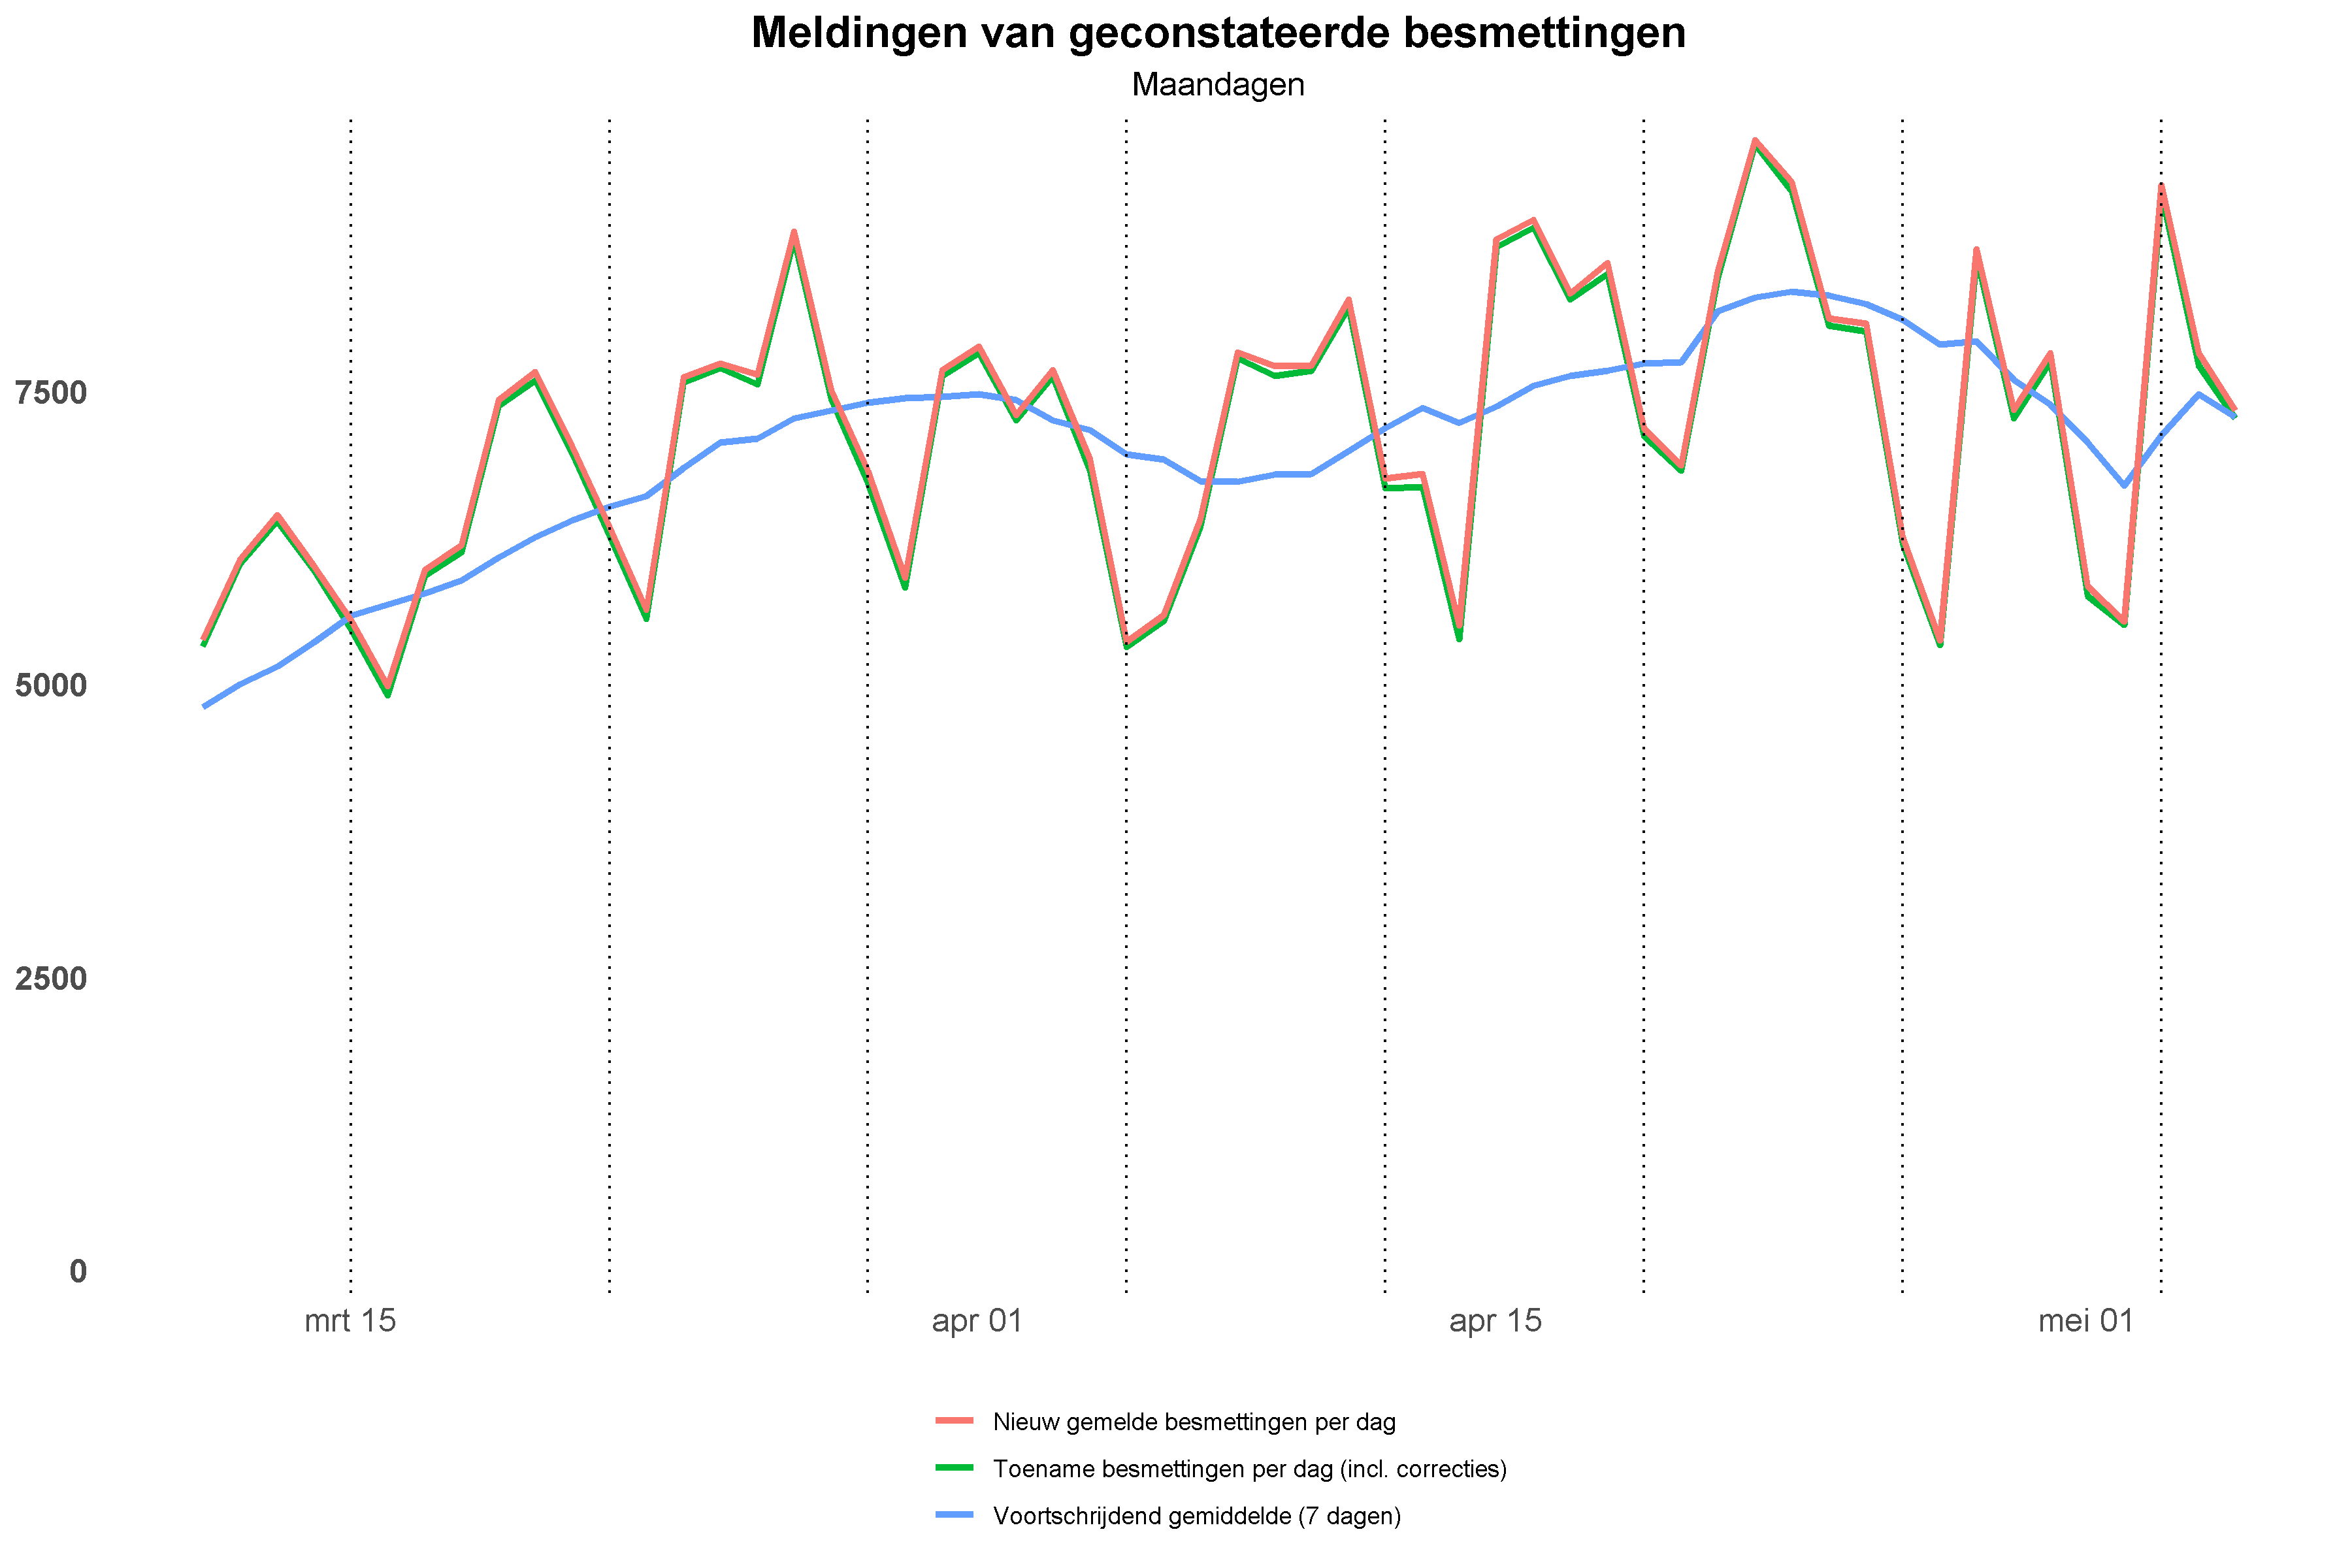 Meldingen van geconstateerde besmettingen
Maandagen
7500
5000
2500
0
mrt 15 apr 01 apr 15 mei 01
Nieuw gemelde besmettingen per dag
Toename besmettingen per dag (incl. correcties)
Voortschrijdend gemiddelde (7 dagen)